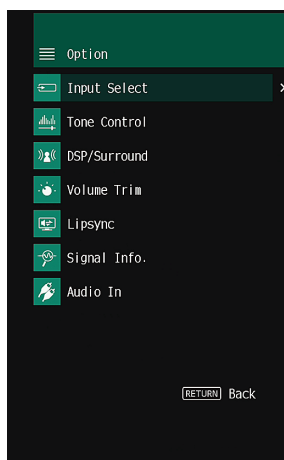 Option
Input Select
Tone Control
DSP/Surround
Volume Trim
Lipsync
Signal Info.
Audio In
RETURN Back